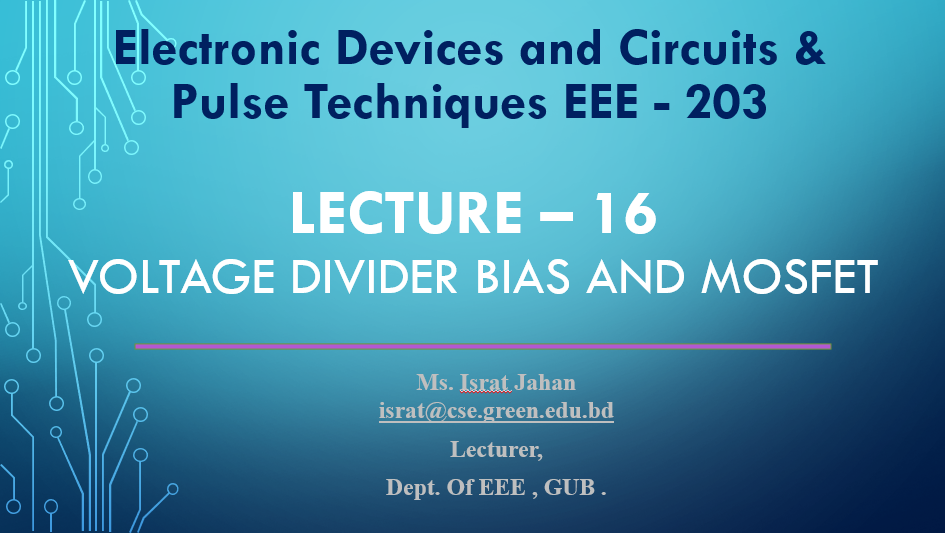 Electronic Devices and Circuits &
Pulse Techniques EEE - 203
LECTURE – 16
VOLTAGE DIVIDER BIAS AND MOSFET
Ms. Israt Jahan
israt@cse.green.edu.bd
Lecturer,
Dept. Of EEE , GUB .